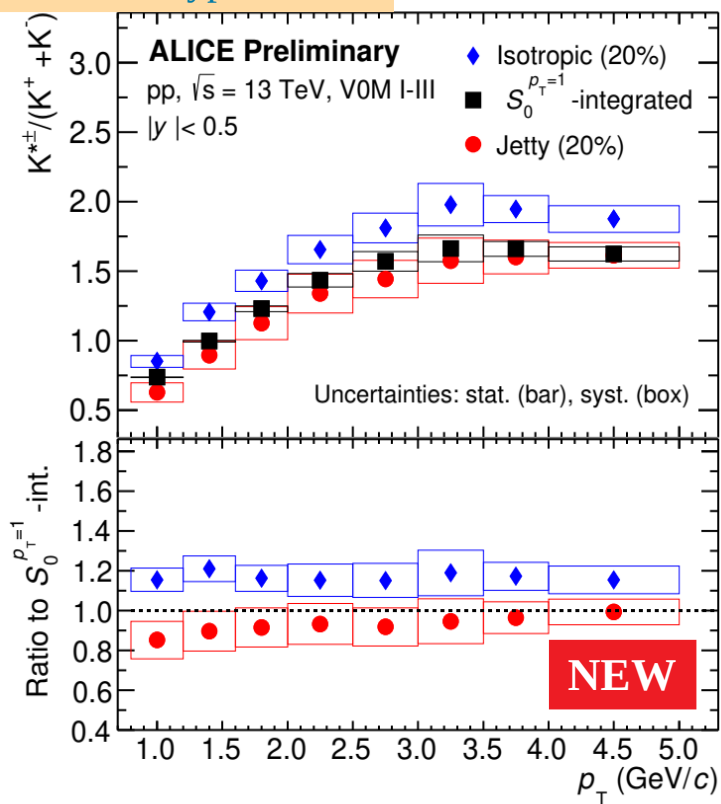 ALICE Preliminary
pp, √s = 13 TeV, V0M I-III
|y| < 0.5
Isotropic (20%)
S₀^{p_T=1} -integrated
Jetty (20%)
K*±/(K⁺ +K⁻)
3.0
2.5
2.0
1.5
1.0
0.5
Uncertainties: stat. (bar), syst. (box)
Ratio to S₀^{p_T=1} -int.
1.8
1.6
1.4
1.2
1.0
0.8
0.6
0.4
NEW
1.0 1.5 2.0 2.5 3.0 3.5 4.0 4.5 5.0
p_T (GeV/c)